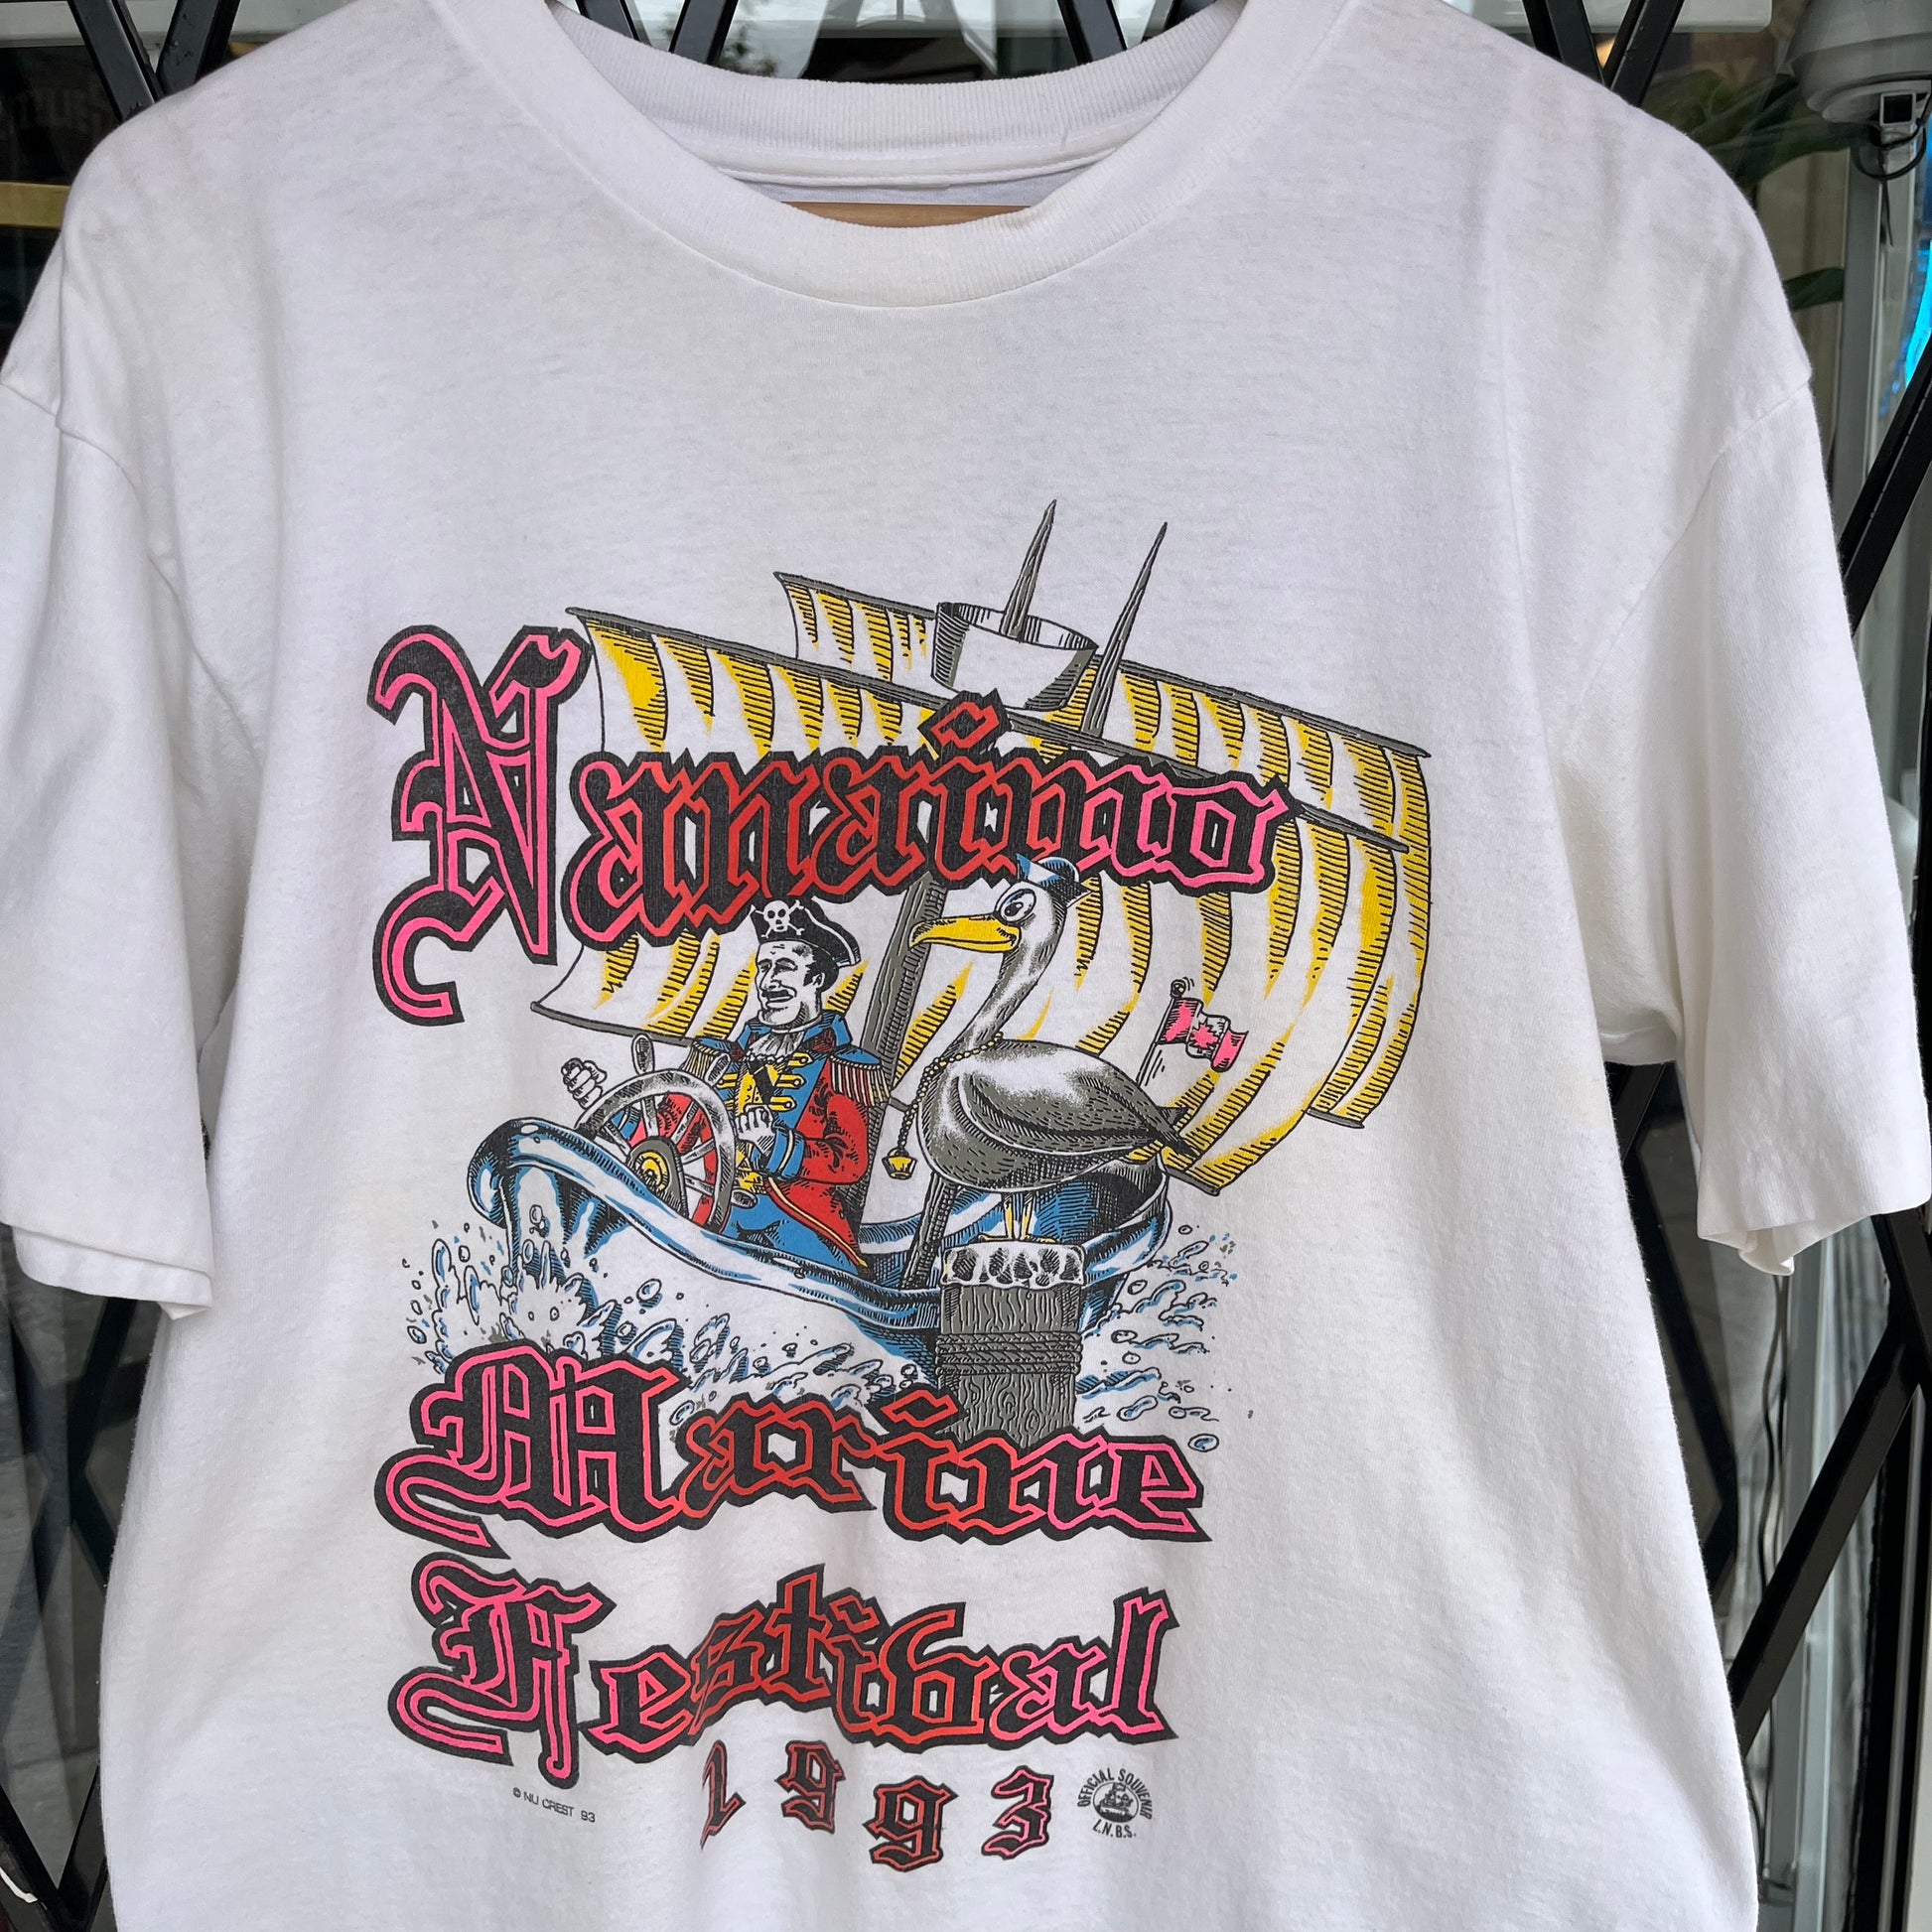 Nanaimo
Marine
Festival
1993
© NU CREST 93
OFFICIAL SOUVENIR
L.N.B.S.